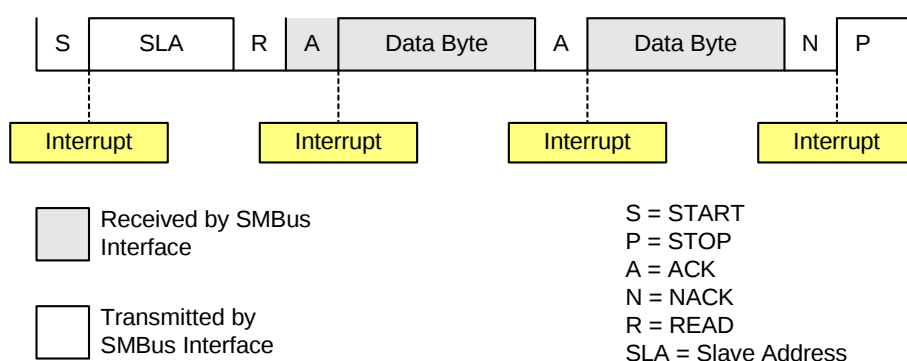 S SLA R A Data Byte A Data Byte N P
Interrupt Interrupt Interrupt Interrupt
Received by SMBus
Interface
Transmitted by
SMBus Interface
S = START
P = STOP
A = ACK
N = NACK
R = READ
SLA = Slave Address